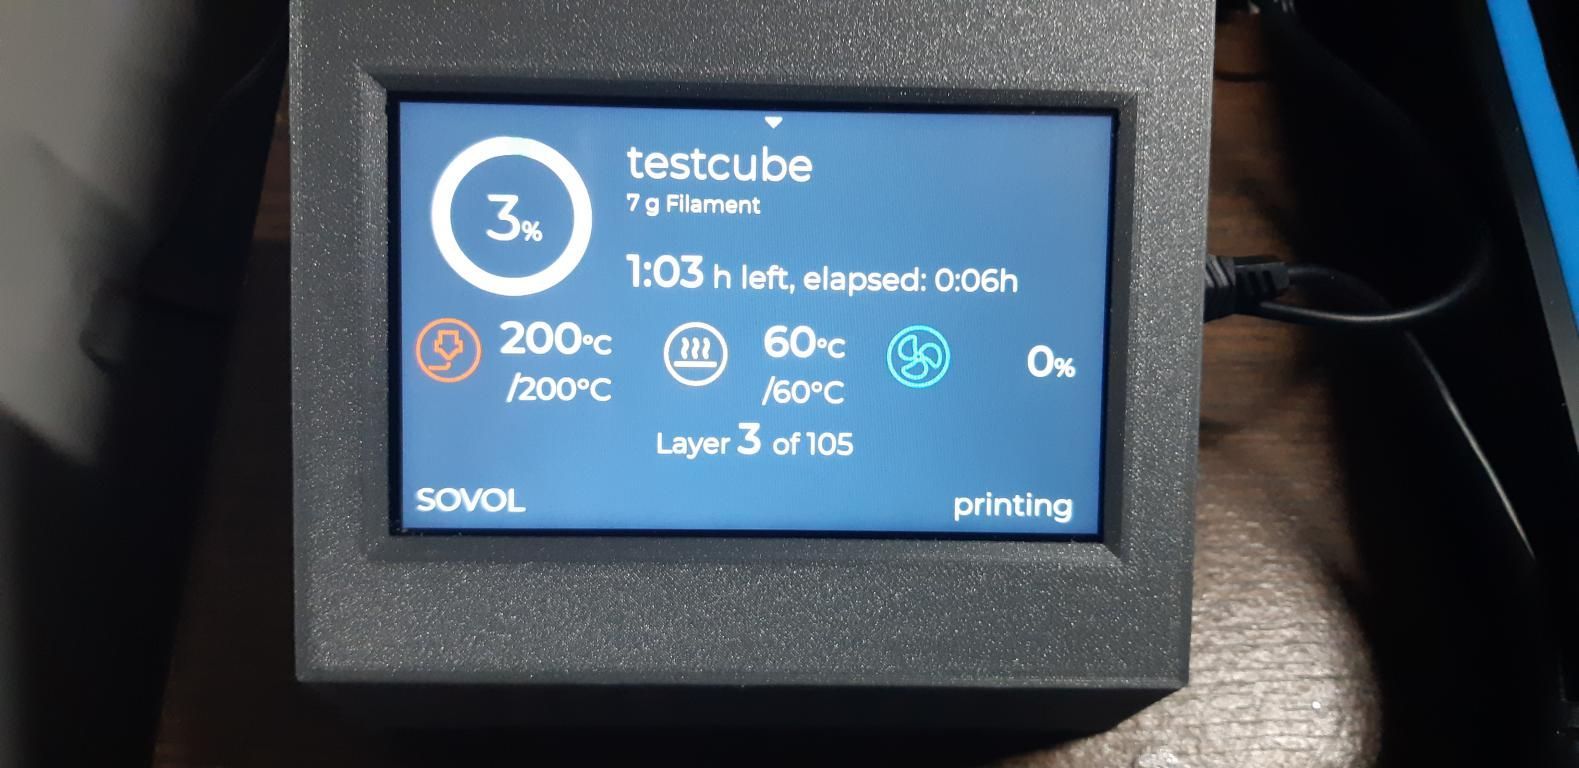 3%
testcube
7 g Filament
1:03 h left, elapsed: 0:06h
200°C
/200°C
60°C
/60°C
0%
Layer 3 of 105
SOVOL
printing